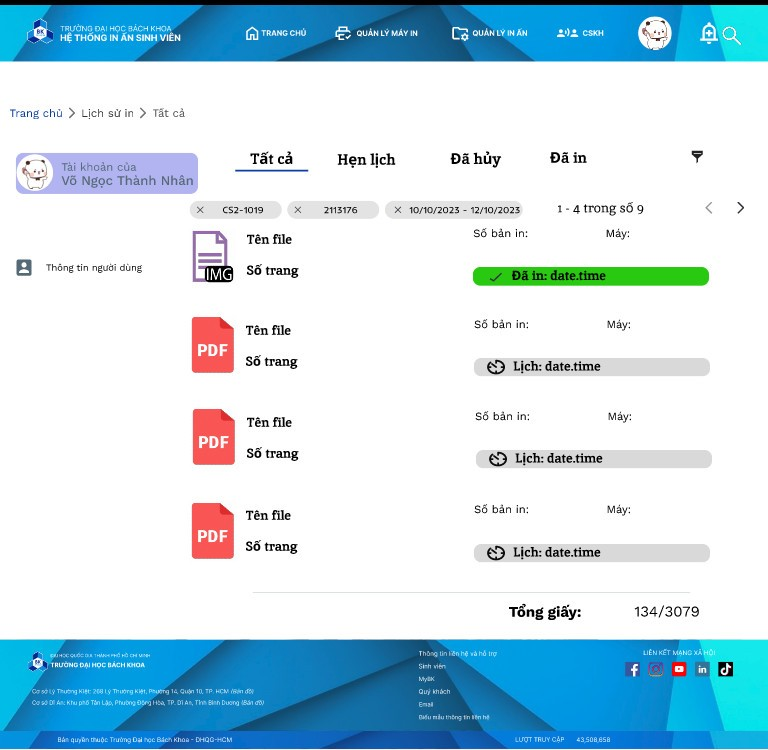 BK
TRƯỜNG ĐẠI HỌC BÁCH KHOA
HỆ THỐNG IN ẤN SINH VIÊN
TRANG CHỦ
QUẢN LÝ MÁY IN
QUẢN LÝ IN ẤN
CSKH
Trang chủ > Lịch sử in > Tất cả
Tài khoản của
Võ Ngọc Thành Nhân
Thông tin người dùng
Tất cả
Hẹn lịch
Đã hủy
Đã in
CS2-1019
2113176
10/10/2023 - 12/10/2023
1 - 4 trong số 9
IMG
Tên file
Số trang
Số bản in:
Máy:
Đã in: date.time
PDF
Tên file
Số trang
Số bản in:
Máy:
Lịch: date.time
PDF
Tên file
Số trang
Số bản in:
Máy:
Lịch: date.time
PDF
Tên file
Số trang
Số bản in:
Máy:
Lịch: date.time
Tổng giấy:
134/3079
BK
ĐẠI HỌC QUỐC GIA THÀNH PHỐ HỒ CHÍ MINH
TRƯỜNG ĐẠI HỌC BÁCH KHOA
Cơ sở Lý Thường Kiệt: 268 Lý Thường Kiệt, Phường 14, Quận 10, TP. HCM (Bản đồ)
Cơ sở Dĩ An: Khu phố Tân Lập, Phường Đông Hòa, TP. Dĩ An, Tỉnh Bình Dương (Bản đồ)
Thông tin liên hệ và hỗ trợ
Sinh viên
MyBK
Quý khách
Email
Biểu mẫu thông tin liên hệ
LIÊN KẾT MẠNG XÃ HỘI
Bản quyền thuộc Trường Đại học Bách Khoa - ĐHQG-HCM
LƯỢT TRUY CẬP
43,508,658